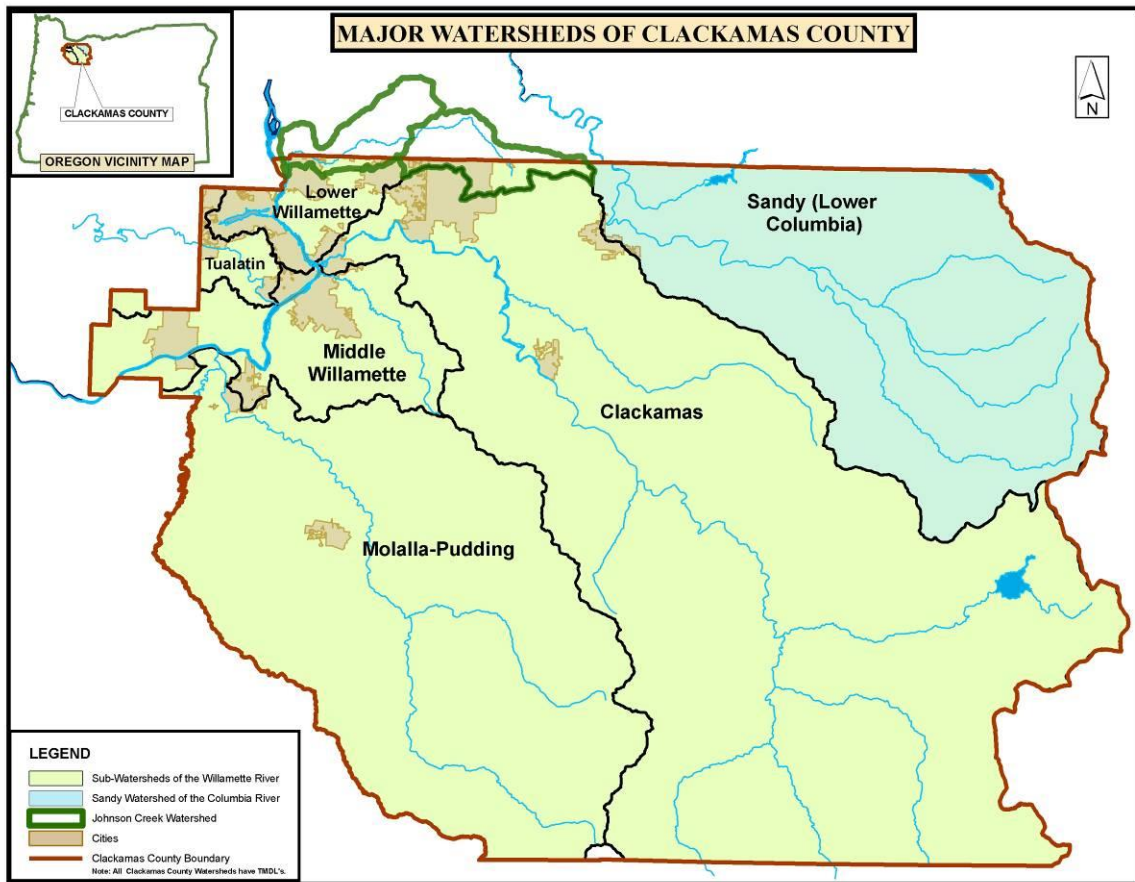 MAJOR WATERSHEDS OF CLACKAMAS COUNTY
CLACKAMAS COUNTY
OREGON VICINITY MAP
N
Lower
Willamette
Sandy (Lower
Columbia)
Tualatin
Middle
Willamette
Clackamas
Molalla-Pudding
LEGEND
Sub-Watersheds of the Willamette River
Sandy Watershed of the Columbia River
Johnson Creek Watershed
Cities
Clackamas County Boundary
Note: All Clackamas County Watersheds have TMDL's.